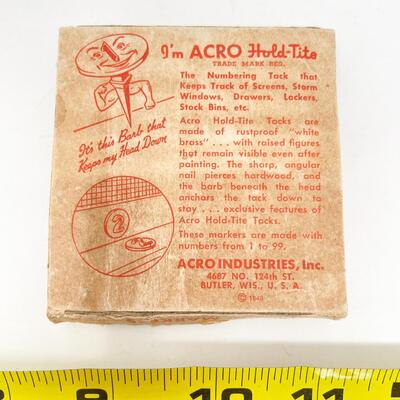 I'm ACRO Hold-Tite
TRADE MARK REG.
The Numbering Tack that
Keeps Track of Screens, Storm
Windows, Drawers, Lockers,
Stock Bins, etc.
It's this Barb that
Keeps my Head Down
Acro Hold-Tite Tacks are
made of rustproof "white
brass" . . . with raised figures
that remain visible even after
painting. The sharp, angular
nail pierces hardwood, and
the barb beneath the head
anchors the tack down to
stay . . . exclusive features of
Acro Hold-Tite Tacks.
These markers are made with
numbers from 1 to 99.
2
ACRO INDUSTRIES, Inc.
4687 NO. 124th ST.
BUTLER, WIS., U. S. A.
8 9 10 11